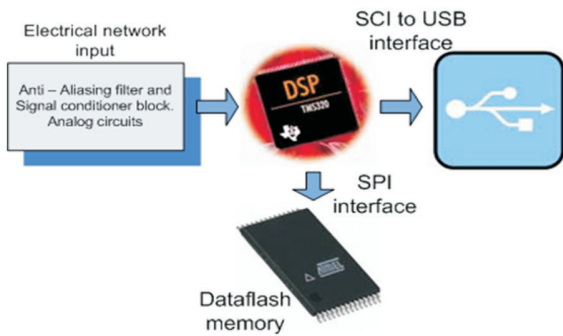 Electrical network
input
Anti – Aliasing filter and
Signal conditioner block.
Analog circuits
DSP
TMS320
SCI to USB
interface
SPI
interface
ATMEL
Dataflash
memory